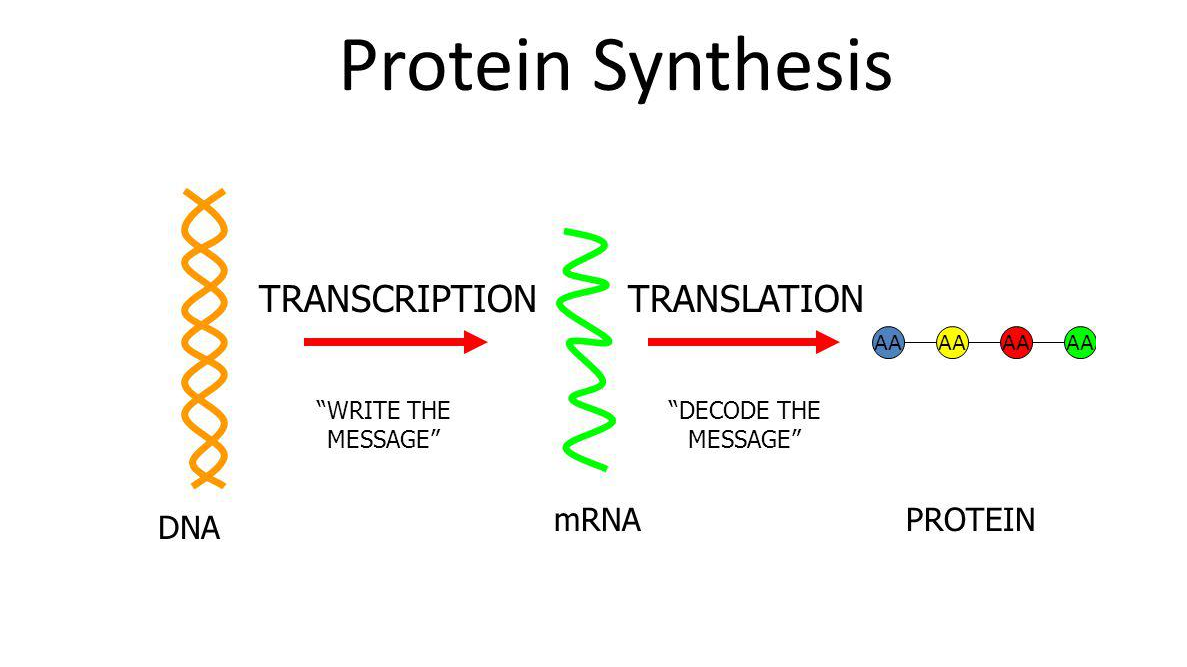 Protein Synthesis
TRANSCRIPTION
TRANSLATION
AA AA AA AA
“WRITE THE
MESSAGE”
“DECODE THE
MESSAGE”
DNA
mRNA
PROTEIN